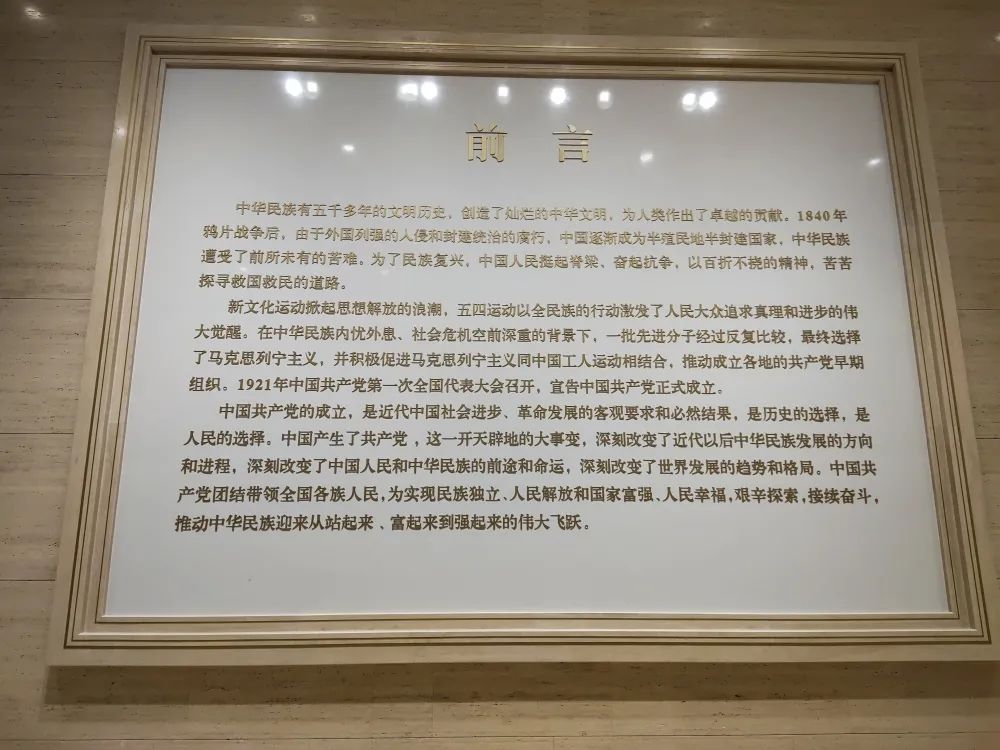 前言
中华民族有五千多年的文明历史，创造了灿烂的中华文明，为人类作出了卓越的贡献。1840年
鸦片战争后，由于外国列强的入侵和封建统治的腐朽，中国逐渐成为半殖民地半封建国家，中华民族
遭受了前所未有的苦难。为了民族复兴，中国人民挺起脊梁、奋起抗争，以百折不挠的精神，苦苦
探寻救国救民的道路。
新文化运动掀起思想解放的浪潮，五四运动以全民族的行动激发了人民大众追求真理和进步的伟
大觉醒。在中华民族内忧外患、社会危机空前深重的背景下，一批先进分子经过反复比较，最终选择
了马克思列宁主义，并积极促进马克思列宁主义同中国工人运动相结合，推动成立各地的共产党早期
组织。1921年中国共产党第一次全国代表大会召开，宣告中国共产党正式成立。
中国共产党的成立，是近代中国社会进步、革命发展的客观要求和必然结果，是历史的选择，是
人民的选择。中国产生了共产党，这一开天辟地的大事变，深刻改变了近代以后中华民族发展的方向
和进程，深刻改变了中国人民和中华民族的前途和命运，深刻改变了世界发展的趋势和格局。中国共
产党团结带领全国各族人民，为实现民族独立、人民解放和国家富强、人民幸福，艰辛探索，接续奋斗，
推动中华民族迎来从站起来、富起来到强起来的伟大飞跃。